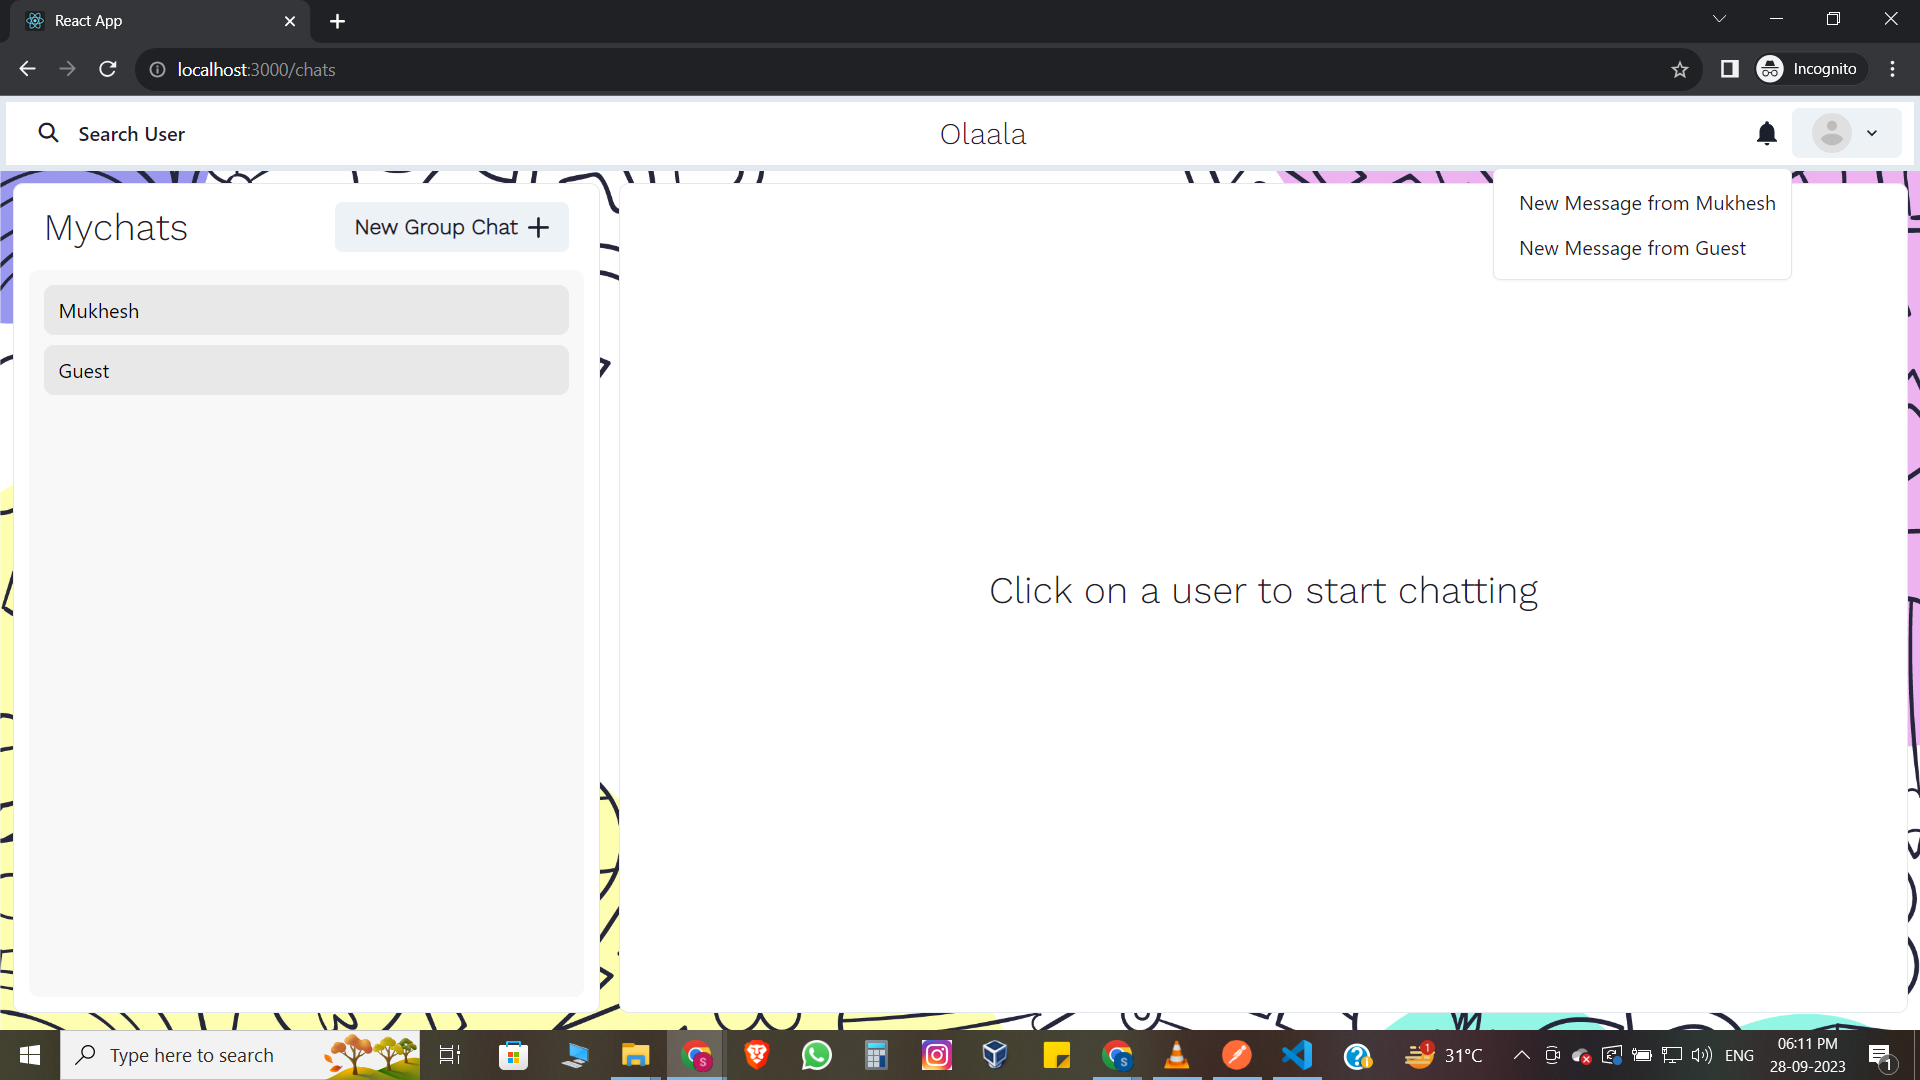 React App
localhost:3000/chats
Incognito
Search User
Olaala
New Message from Mukhesh
New Message from Guest
Mychats
New Group Chat
Mukhesh
Guest
Click on a user to start chatting
Type here to search
S
S
1
31°C
ENG
06:11 PM
28-09-2023
1